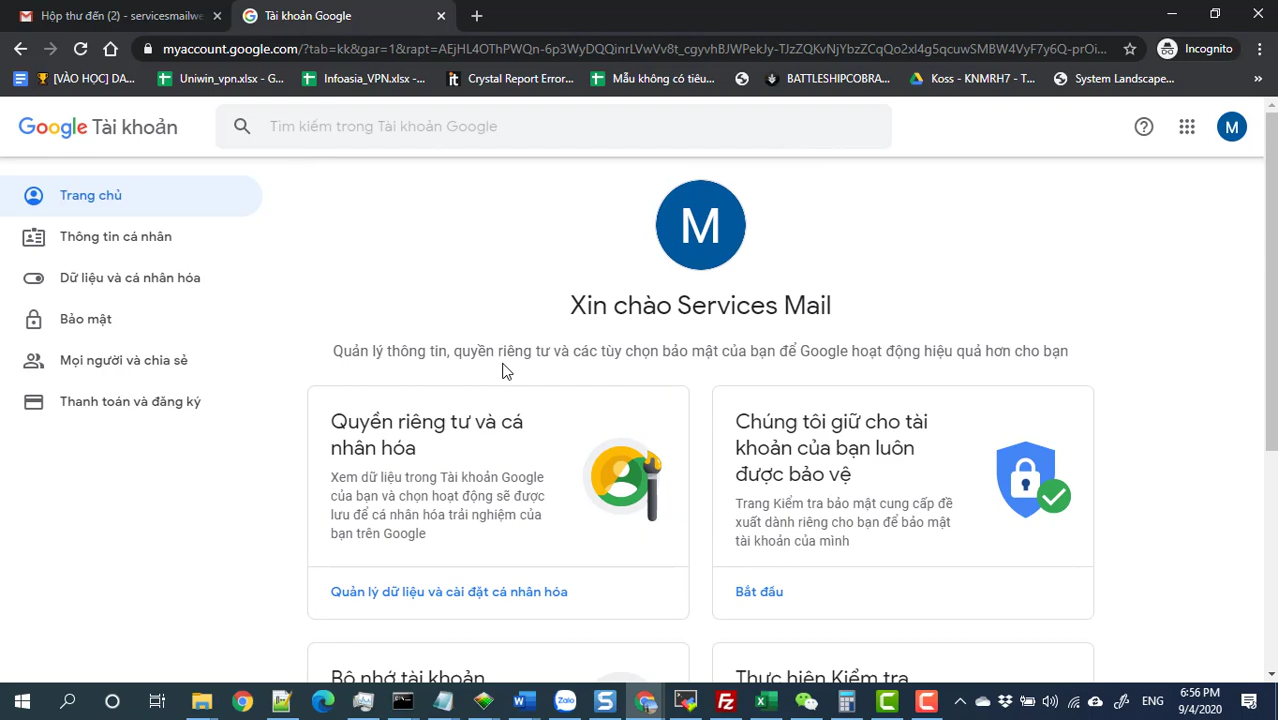 Hộp thư đến (2) - servicesmailwe
Tài khoản Google
myaccount.google.com/?tab=kk&gar=1&rapt=AEjHL4OThPWQn-6p3WyDQQinrLVwVv8t_cgyvhBJWPekJy-TJzZQKvNjYbzZCqQo2xl4g5qcuwSMBW4VyF7y6Q-prOi...
Incognito
[VÀO HỌC] DA...
Uniwin_vpn.xlsx - G...
Infoasia_VPN.xlsx -...
Crystal Report Error...
Mẫu không có tiêu...
BATTLESHIPCOBRA...
Koss - KNMRH7 - T...
System Landscape...
Google Tài khoản
Tìm kiếm trong Tài khoản Google
M
Trang chủ
Thông tin cá nhân
Dữ liệu và cá nhân hóa
Bảo mật
Mọi người và chia sẻ
Thanh toán và đăng ký
M
Xin chào Services Mail
Quản lý thông tin, quyền riêng tư và các tùy chọn bảo mật của bạn để Google hoạt động hiệu quả hơn cho bạn
Quyền riêng tư và cá
nhân hóa
Xem dữ liệu trong Tài khoản Google
của bạn và chọn hoạt động sẽ được
lưu để cá nhân hóa trải nghiệm của
bạn trên Google
Quản lý dữ liệu và cài đặt cá nhân hóa
Chúng tôi giữ cho tài
khoản của bạn luôn
được bảo vệ
Trang Kiểm tra bảo mật cung cấp đề
xuất dành riêng cho bạn để bảo mật
tài khoản của mình
Bắt đầu
Bộ nhớ tài khoản
Thực hiện Kiểm tra
ENG
6:56 PM
9/4/2020